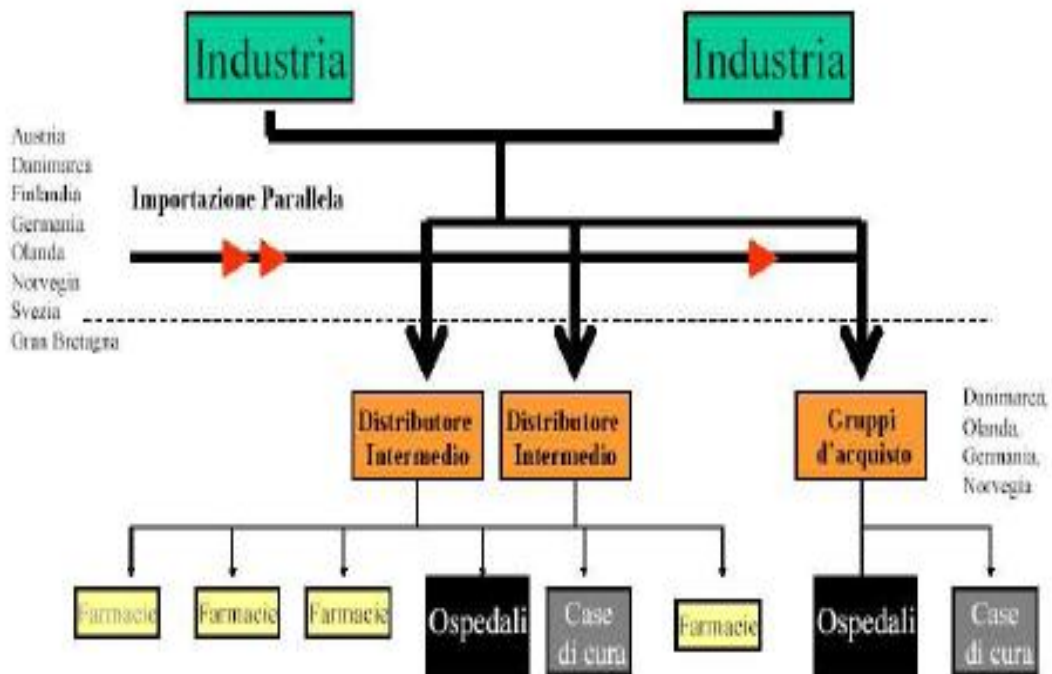 Industria
Industria
Austria
Danimarca
Finlandia
Germania
Olanda
Norvegia
Svezia
Gran Bretagna
Importazione Parallela
Distributore
Intermedio
Distributore
Intermedio
Gruppi
d'acquisto
Danimarca,
Olanda,
Germania,
Norvegia
Farmacie
Farmacie
Farmacie
Ospedali
Case
di cura
Farmacie
Ospedali
Case
di cura